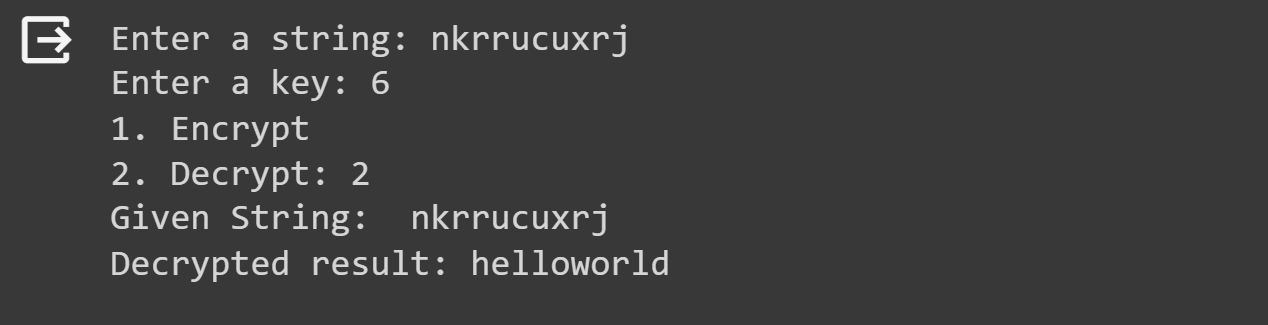 Enter a string: nkrrucuxrj
Enter a key: 6
1. Encrypt
2. Decrypt: 2
Given String:  nkrrucuxrj
Decrypted result: helloworld